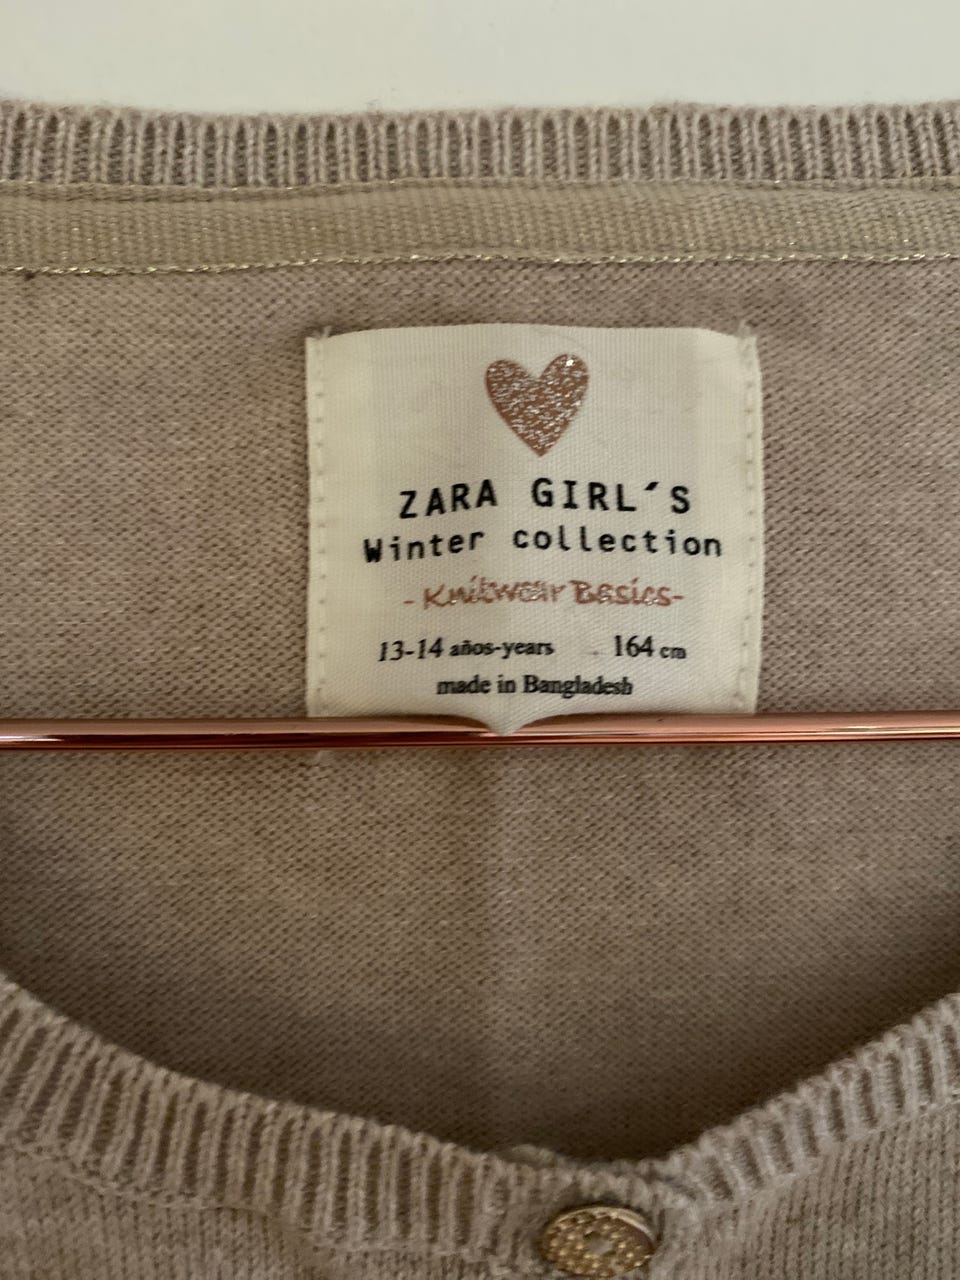 ZARA GIRL´S
Winter collection
-Knitwear Basics-
13-14 años-years 164 cm
made in Bangladesh